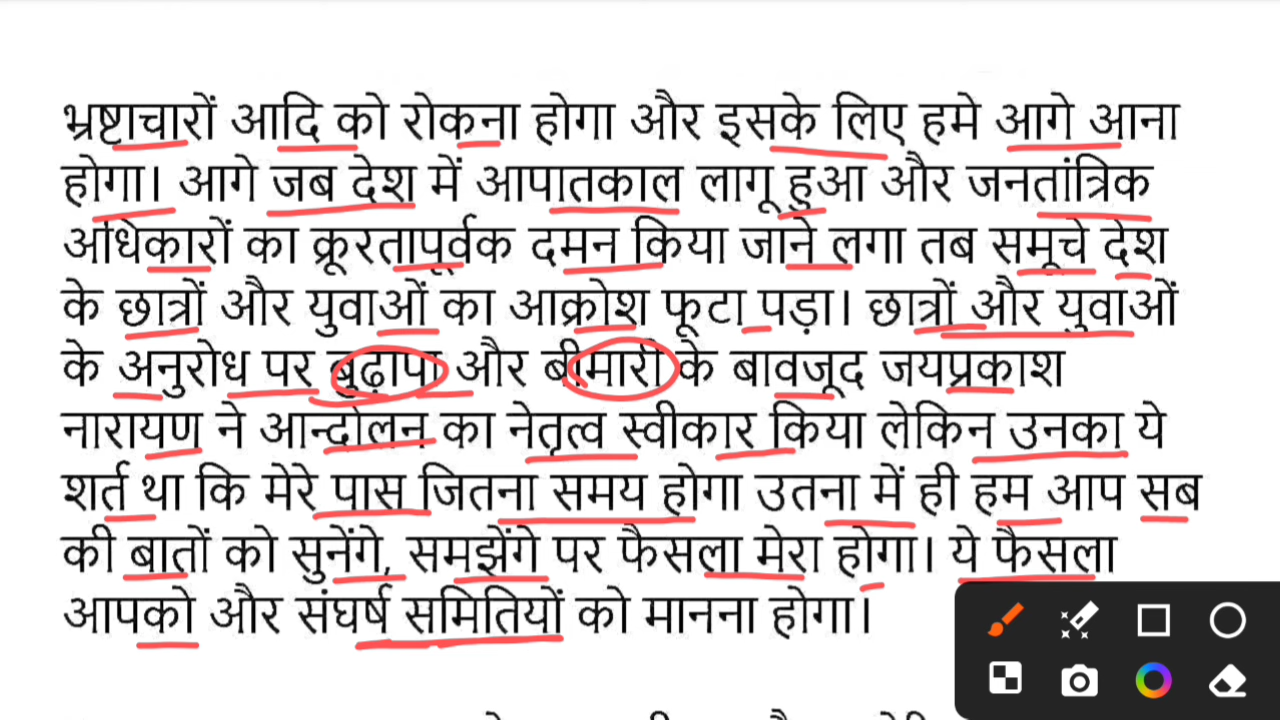 भ्रष्टाचारों आदि को रोकना होगा और इसके लिए हमे आगे आना
होगा। आगे जब देश में आपातकाल लागू हुआ और जनतांत्रिक
अधिकारों का क्रूरतापूर्वक दमन किया जाने लगा तब समूचे देश
के छात्रों और युवाओं का आक्रोश फूटा पड़ा। छात्रों और युवाओं
के अनुरोध पर बुढ़ापा और बीमारी के बावजूद जयप्रकाश
नारायण ने आन्दोलन का नेतृत्व स्वीकार किया लेकिन उनका ये
शर्त था कि मेरे पास जितना समय होगा उतना में ही हम आप सब
की बातों को सुनेंगे, समझेंगे पर फैसला मेरा होगा। ये फैसला
आपको और संघर्ष समितियों को मानना होगा।